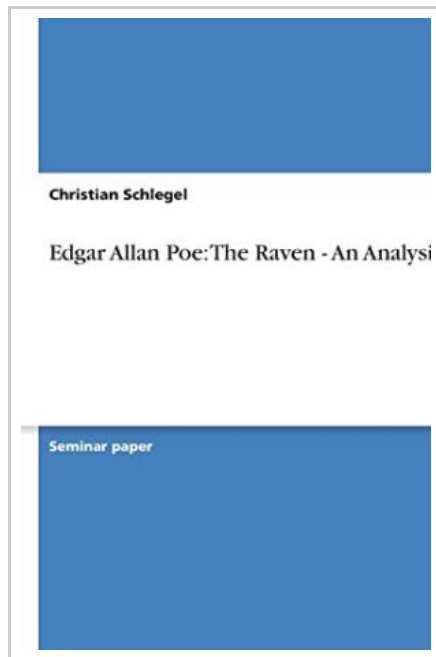 Christian Schlegel
Edgar Allan Poe: The Raven - An Analysi
Seminar paper